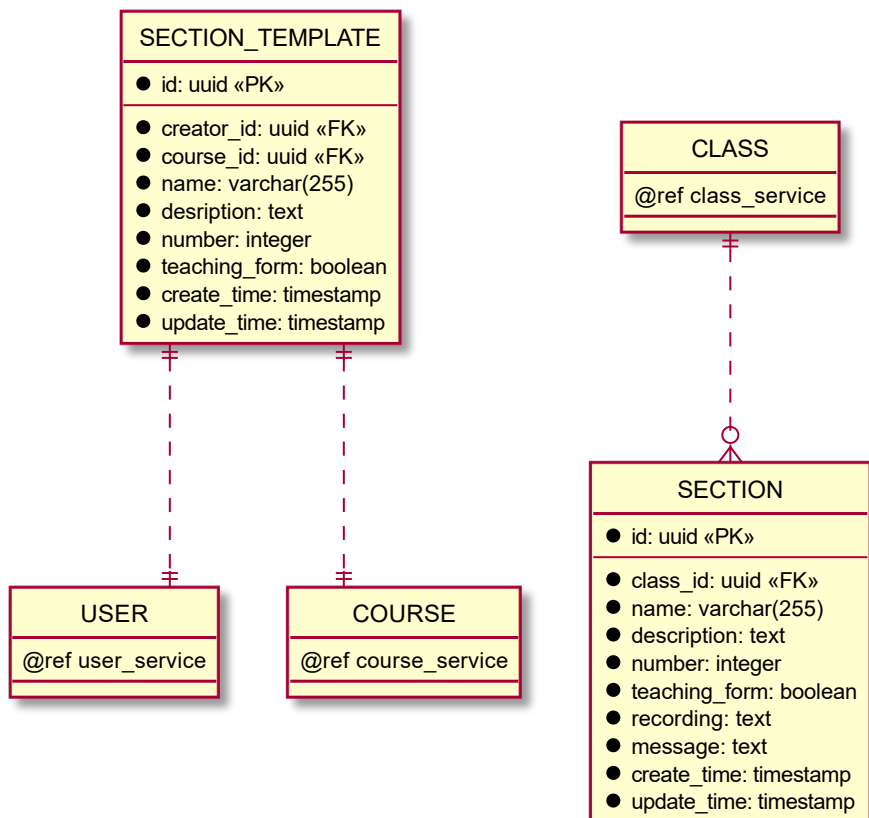 SECTION_TEMPLATE
id: uuid «PK»
creator_id: uuid «FK»
course_id: uuid «FK»
name: varchar(255)
desription: text
number: integer
teaching_form: boolean
create_time: timestamp
update_time: timestamp
CLASS
@ref class_service
USER
@ref user_service
COURSE
@ref course_service
SECTION
id: uuid «PK»
class_id: uuid «FK»
name: varchar(255)
description: text
number: integer
teaching_form: boolean
recording: text
message: text
create_time: timestamp
update_time: timestamp